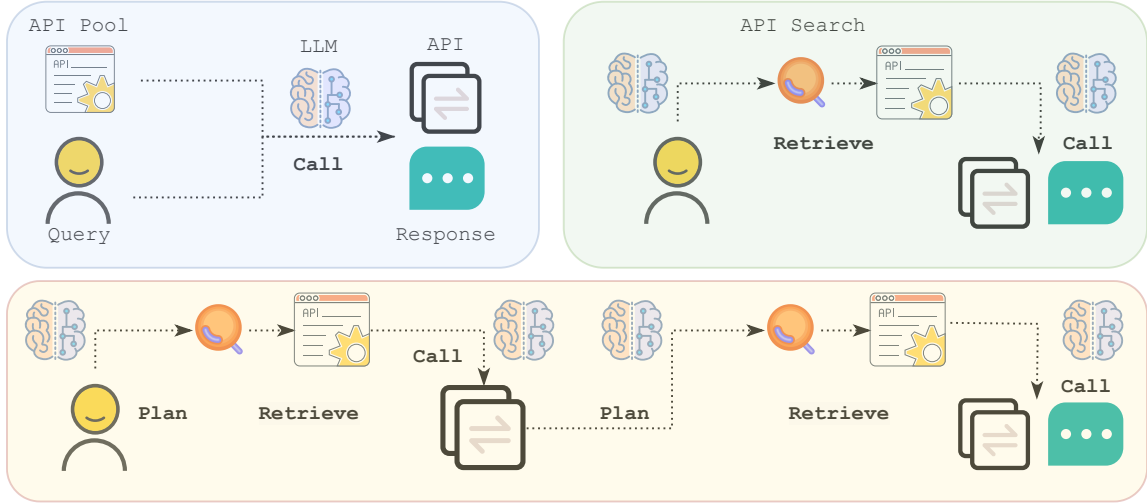 API Pool
API
LLM
API
Call
Query
Response
API Search
API
Retrieve
Call
API
Plan
Retrieve
Call
Plan
API
Retrieve
Call